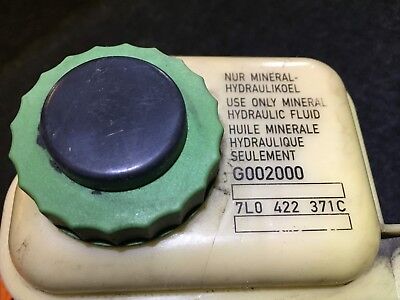 NUR MINERAL-
HYDRAULIKOEL
USE ONLY MINERAL
HYDRAULIC FLUID
HUILE MINERALE
HYDRAULIQUE
SEULEMENT
G002000
7L0 422 371C